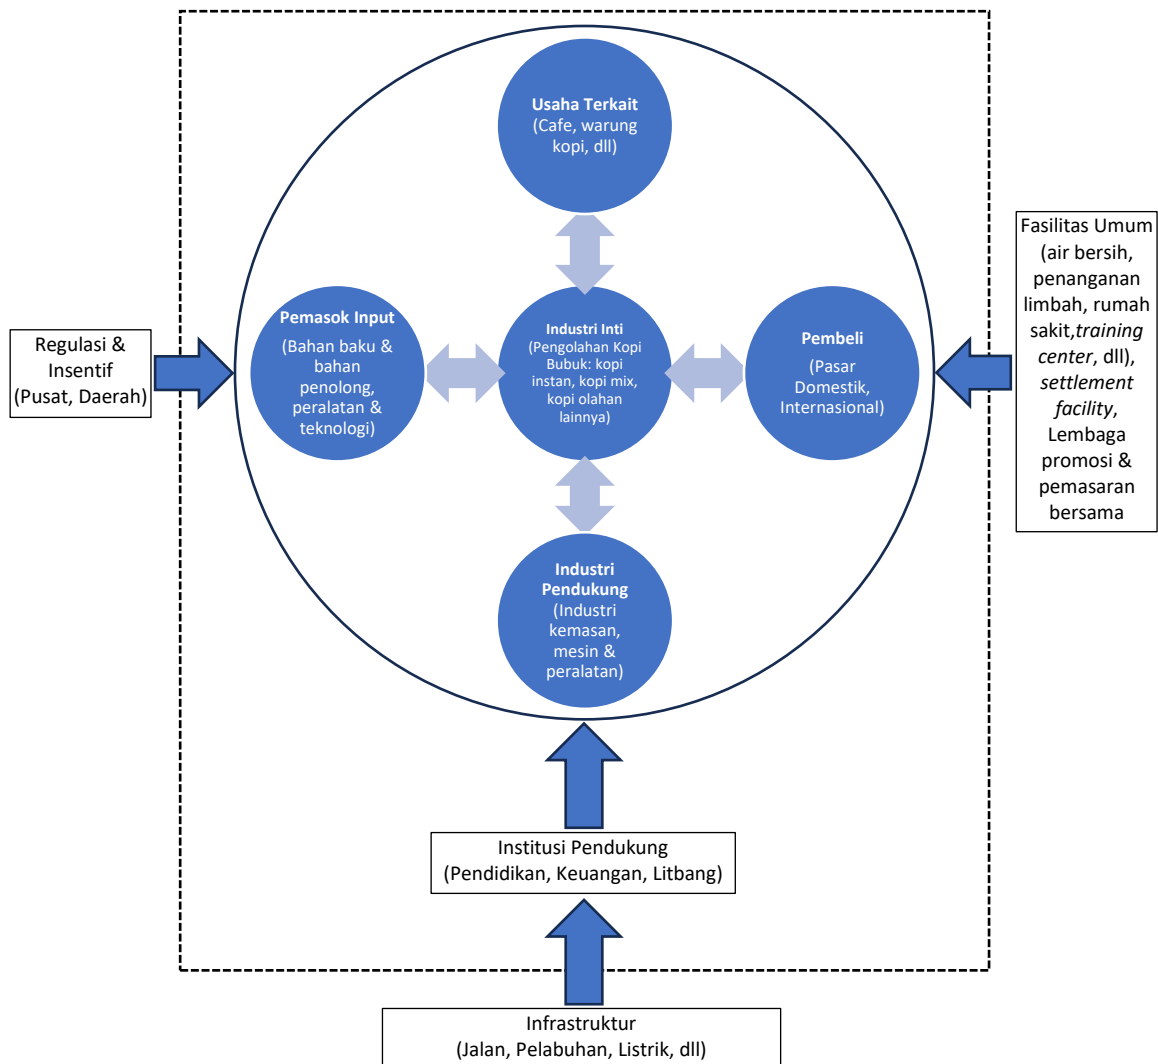 Usaha Terkait
(Cafe, warung
kopi, dll)
Pemasok Input
(Bahan baku &
bahan
penolong,
peralatan &
teknologi)
Industri Inti
(Pengolahan Kopi
Bubuk: kopi
instan, kopi mix,
kopi olahan
lainnya)
Pembeli
(Pasar
Domestik,
Internasional)
Industri
Pendukung
(Industri
kemasan,
mesin &
peralatan)
Regulasi &
Insentif
(Pusat, Daerah)
Fasilitas Umum
(air bersih,
penanganan
limbah, rumah
sakit,training
center, dll),
settlement
facility,
Lembaga
promosi &
pemasaran
bersama
Institusi Pendukung
(Pendidikan, Keuangan, Litbang)
Infrastruktur
(Jalan, Pelabuhan, Listrik, dll)